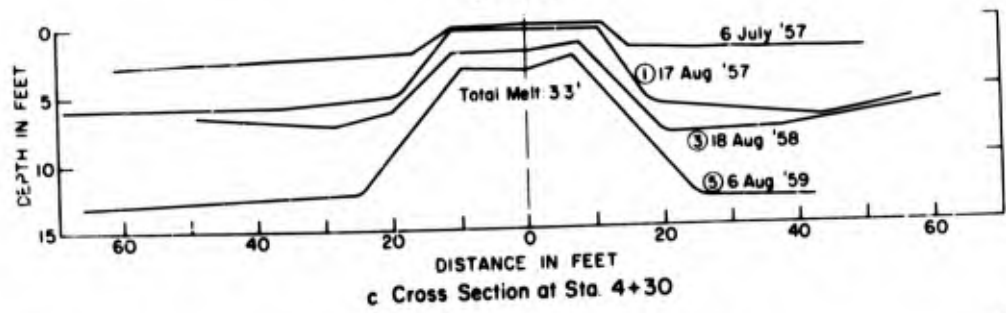 0
5
10
15
DEPTH IN FEET
6 July '57
① 17 Aug '57
Total Melt 3.3'
③ 18 Aug '58
⑤ 6 Aug '59
60 40 20 0 20 40 60
DISTANCE IN FEET
c Cross Section at Sta. 4+30